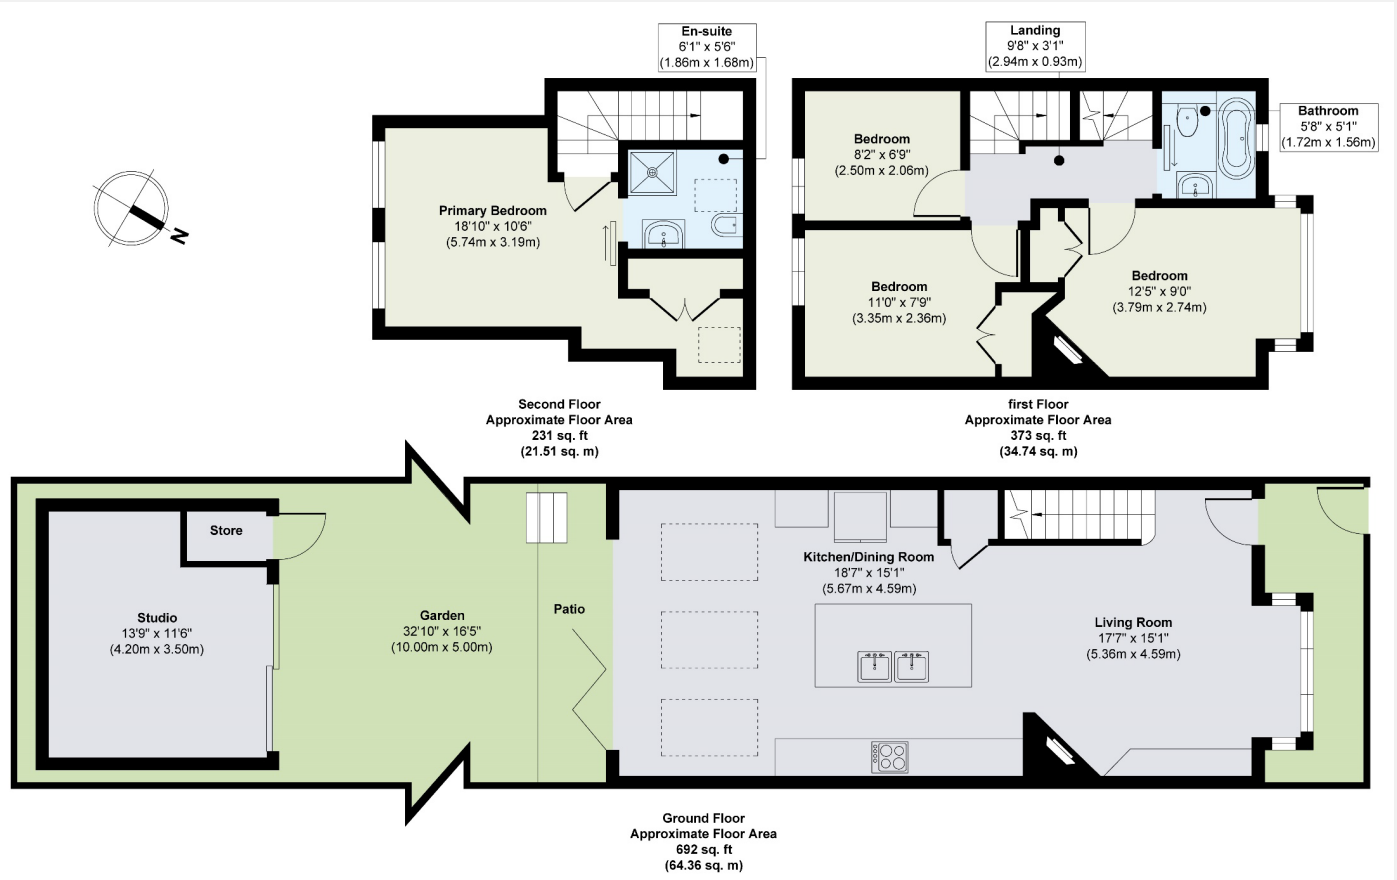 En-suite
6'1" x 5'6"
(1.86m x 1.68m)
Landing
9'8" x 3'1"
(2.94m x 0.93m)
Bathroom
5'8" x 5'1"
(1.72m x 1.56m)
Bedroom
8'2" x 6'9"
(2.50m x 2.06m)
Primary Bedroom
18'10" x 10'6"
(5.74m x 3.19m)
N
Bedroom
11'0" x 7'9"
(3.35m x 2.36m)
Bedroom
12'5" x 9'0"
(3.79m x 2.74m)
Second Floor
Approximate Floor Area
231 sq. ft
(21.51 sq. m)
first Floor
Approximate Floor Area
373 sq. ft
(34.74 sq. m)
Store
Studio
13'9" x 11'6"
(4.20m x 3.50m)
Garden
32'10" x 16'5"
(10.00m x 5.00m)
Patio
Kitchen/Dining Room
18'7" x 15'1"
(5.67m x 4.59m)
Living Room
17'7" x 15'1"
(5.36m x 4.59m)
Ground Floor
Approximate Floor Area
692 sq. ft
(64.36 sq. m)